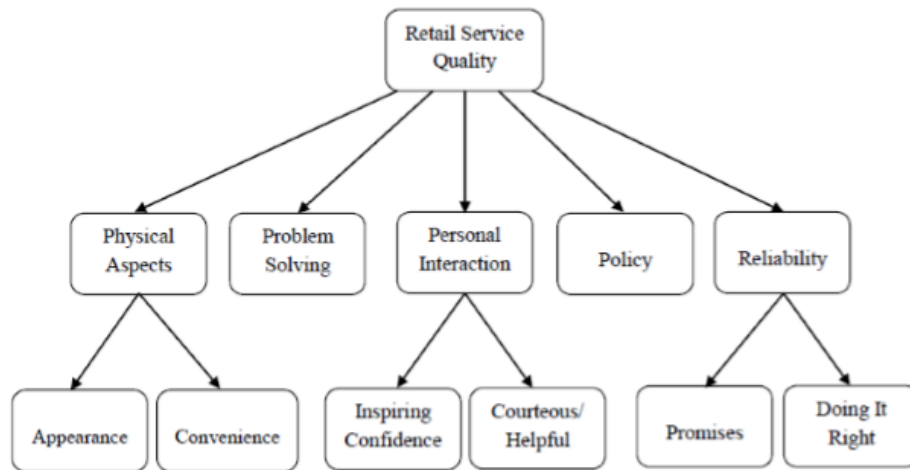 Retail Service
Quality
Physical
Aspects
Problem
Solving
Personal
Interaction
Policy
Reliability
Appearance
Convenience
Inspiring
Confidence
Courteous/
Helpful
Promises
Doing It
Right